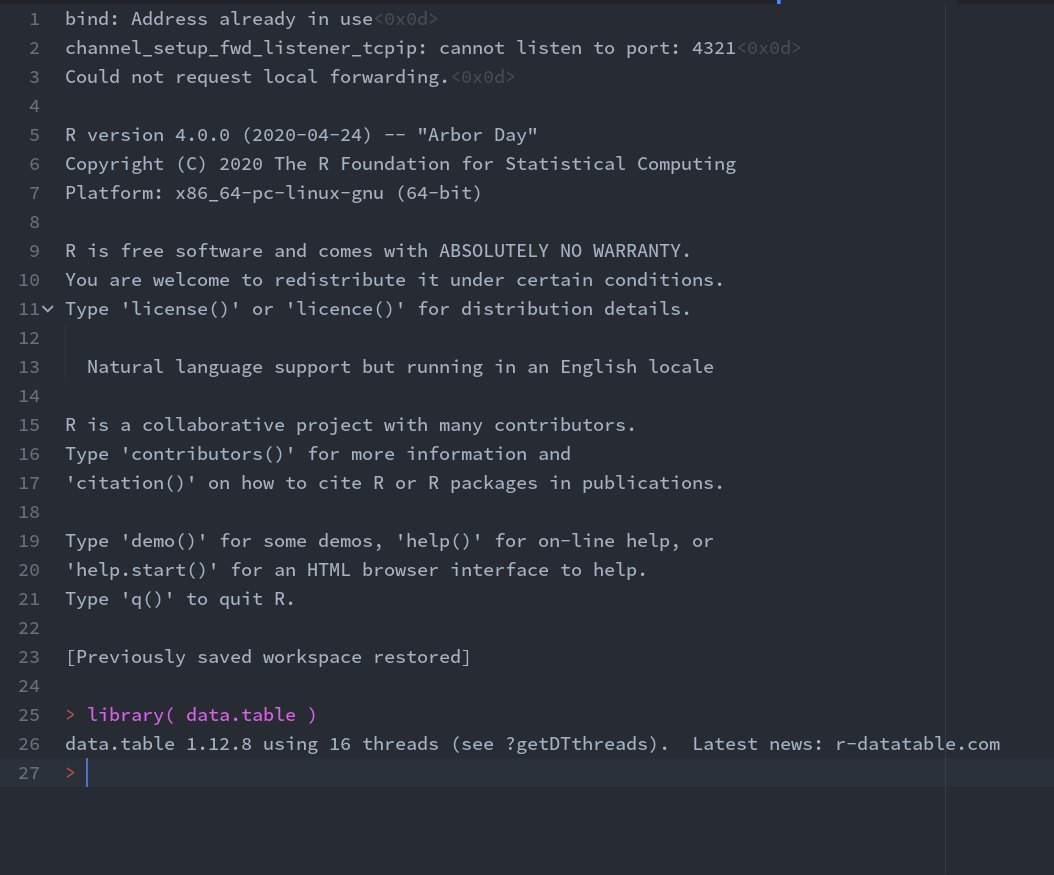 1 bind: Address already in use<0x0d>
2 channel_setup_fwd_listener_tcpip: cannot listen to port: 4321<0x0d>
3 Could not request local forwarding.<0x0d>
4
5 R version 4.0.0 (2020-04-24) -- "Arbor Day"
6 Copyright (C) 2020 The R Foundation for Statistical Computing
7 Platform: x86_64-pc-linux-gnu (64-bit)
8
9 R is free software and comes with ABSOLUTELY NO WARRANTY.
10 You are welcome to redistribute it under certain conditions.
11 Type 'license()' or 'licence()' for distribution details.
12
13   Natural language support but running in an English locale
14
15 R is a collaborative project with many contributors.
16 Type 'contributors()' for more information and
17 'citation()' on how to cite R or R packages in publications.
18
19 Type 'demo()' for some demos, 'help()' for on-line help, or
20 'help.start()' for an HTML browser interface to help.
21 Type 'q()' to quit R.
22
23 [Previously saved workspace restored]
24
25 > library( data.table )
26 data.table 1.12.8 using 16 threads (see ?getDTthreads).  Latest news: r-datatable.com
27 >